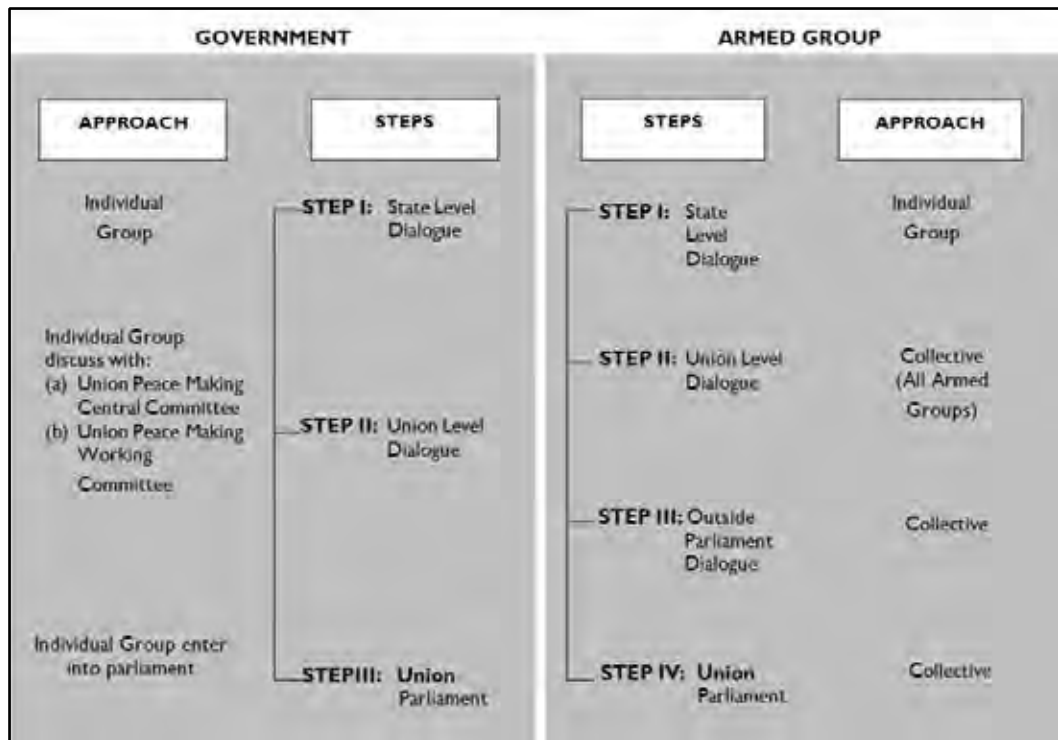 GOVERNMENT
APPROACH
STEPS
Individual
Group
STEP I: State Level
Dialogue
Individual Group
discuss with:
(a) Union Peace Making
Central Committee
(b) Union Peace Making
Working
Committee
STEP II: Union Level
Dialogue
Individual Group enter
into parliament
STEPIII: Union
Parliament
ARMED GROUP
STEPS
APPROACH
STEP I: State
Level
Dialogue
Individual
Group
STEP II: Union Level
Dialogue
Collective
(All Armed
Groups)
STEP III: Outside
Parliament
Dialogue
Collective
STEP IV: Union
Parliament
Collective